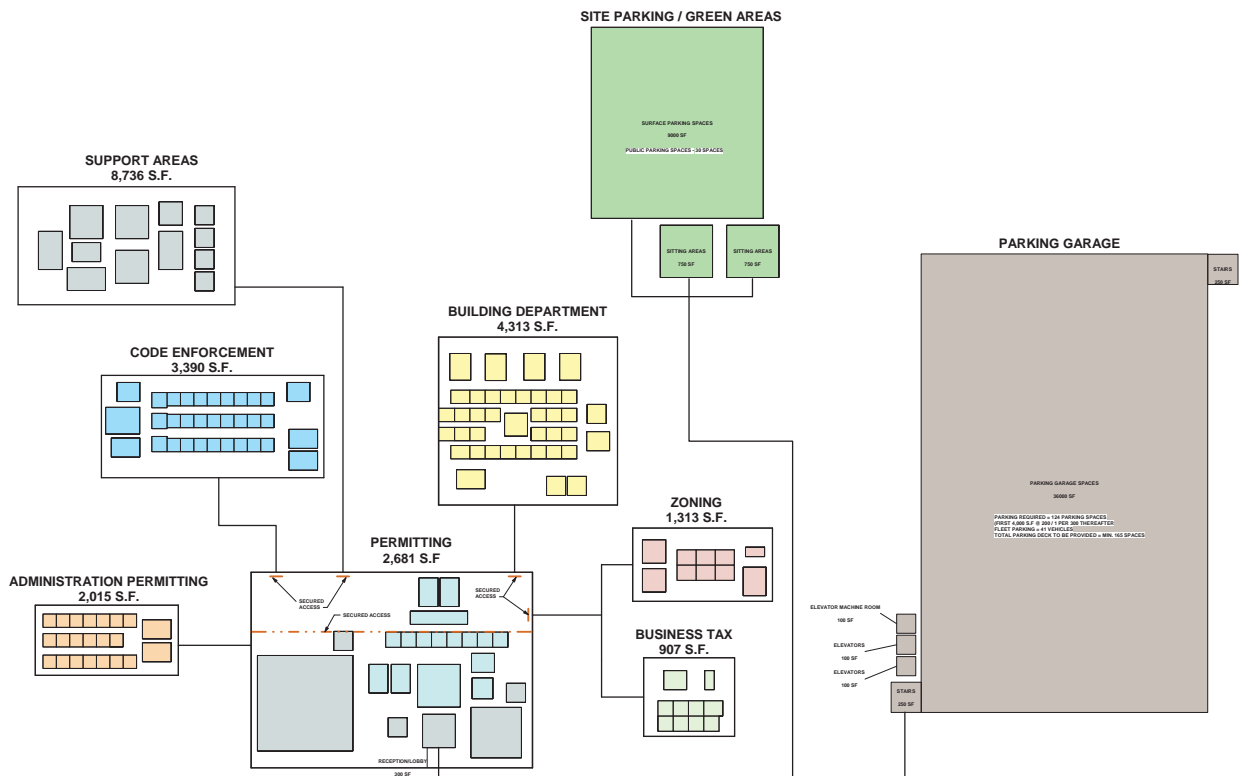 SITE PARKING / GREEN AREAS
SURFACE PARKING SPACES
9000 SF
PUBLIC PARKING SPACES - 30 SPACES
SUPPORT AREAS
8,736 S.F.
SITTING AREAS
750 SF
SITTING AREAS
750 SF
PARKING GARAGE
STAIRS
250 SF
BUILDING DEPARTMENT
4,313 S.F.
CODE ENFORCEMENT
3,390 S.F.
PARKING GARAGE SPACES
36000 SF
PARKING REQUIRED = 124 PARKING SPACES
(FIRST 4,000 S.F @ 200 / 1 PER 300 THEREAFTER
FLEET PARKING = 41 VEHICLES
TOTAL PARKING DECK TO BE PROVIDED = MIN. 165 SPACES
ZONING
1,313 S.F.
PERMITTING
2,681 S.F
ADMINISTRATION PERMITTING
2,015 S.F.
SECURED
ACCESS
SECURED ACCESS
SECURED
ACCESS
ELEVATOR MACHINE ROOM
100 SF
BUSINESS TAX
907 S.F.
ELEVATORS
100 SF
ELEVATORS
100 SF
STAIRS
250 SF
RECEPTION/LOBBY
300 SF